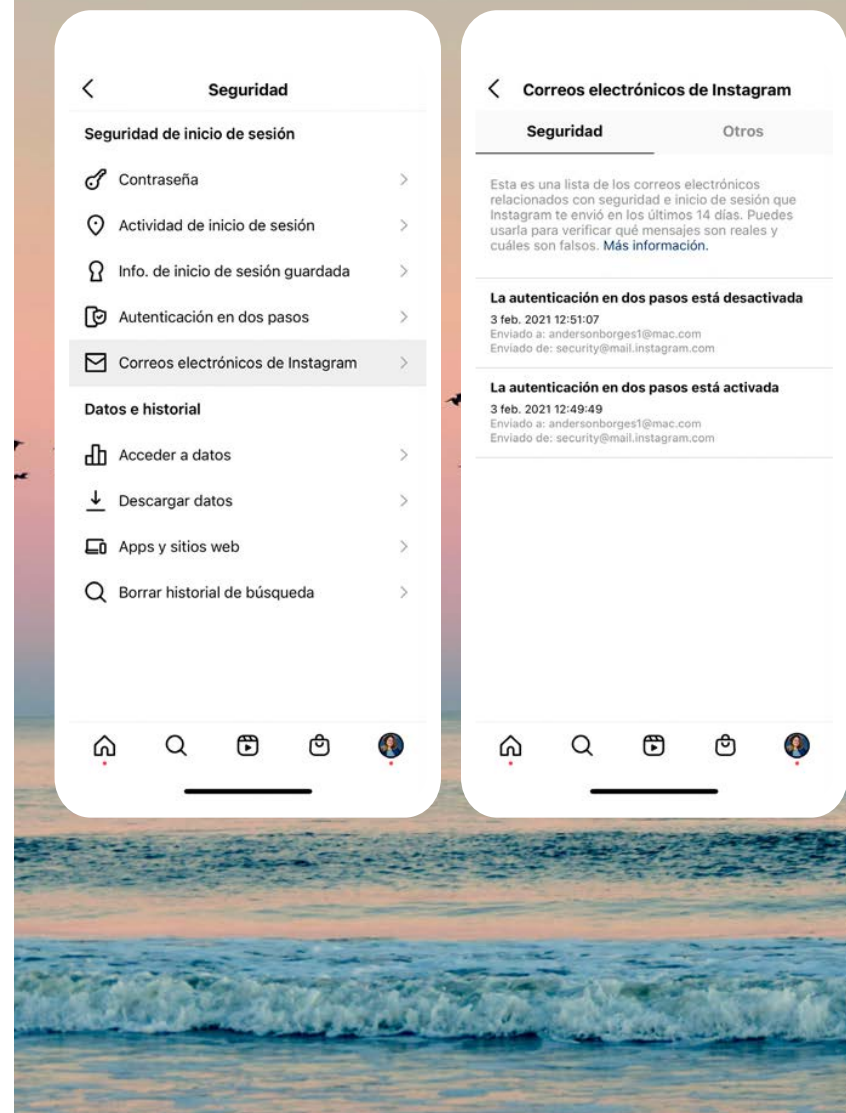 Seguridad
Seguridad de inicio de sesión
Contraseña
Actividad de inicio de sesión
Info. de inicio de sesión guardada
Autenticación en dos pasos
Correos electrónicos de Instagram
Datos e historial
Acceder a datos
Descargar datos
Apps y sitios web
Borrar historial de búsqueda
Correos electrónicos de Instagram
Seguridad
Otros
Esta es una lista de los correos electrónicos
relacionados con seguridad e inicio de sesión que
Instagram te envió en los últimos 14 días. Puedes
usarla para verificar qué mensajes son reales y
cuáles son falsos. Más información.
La autenticación en dos pasos está desactivada
3 feb. 2021 12:51:07
Enviado a: andersonborges1@mac.com
Enviado de: security@mail.instagram.com
La autenticación en dos pasos está activada
3 feb. 2021 12:49:49
Enviado a: andersonborges1@mac.com
Enviado de: security@mail.instagram.com